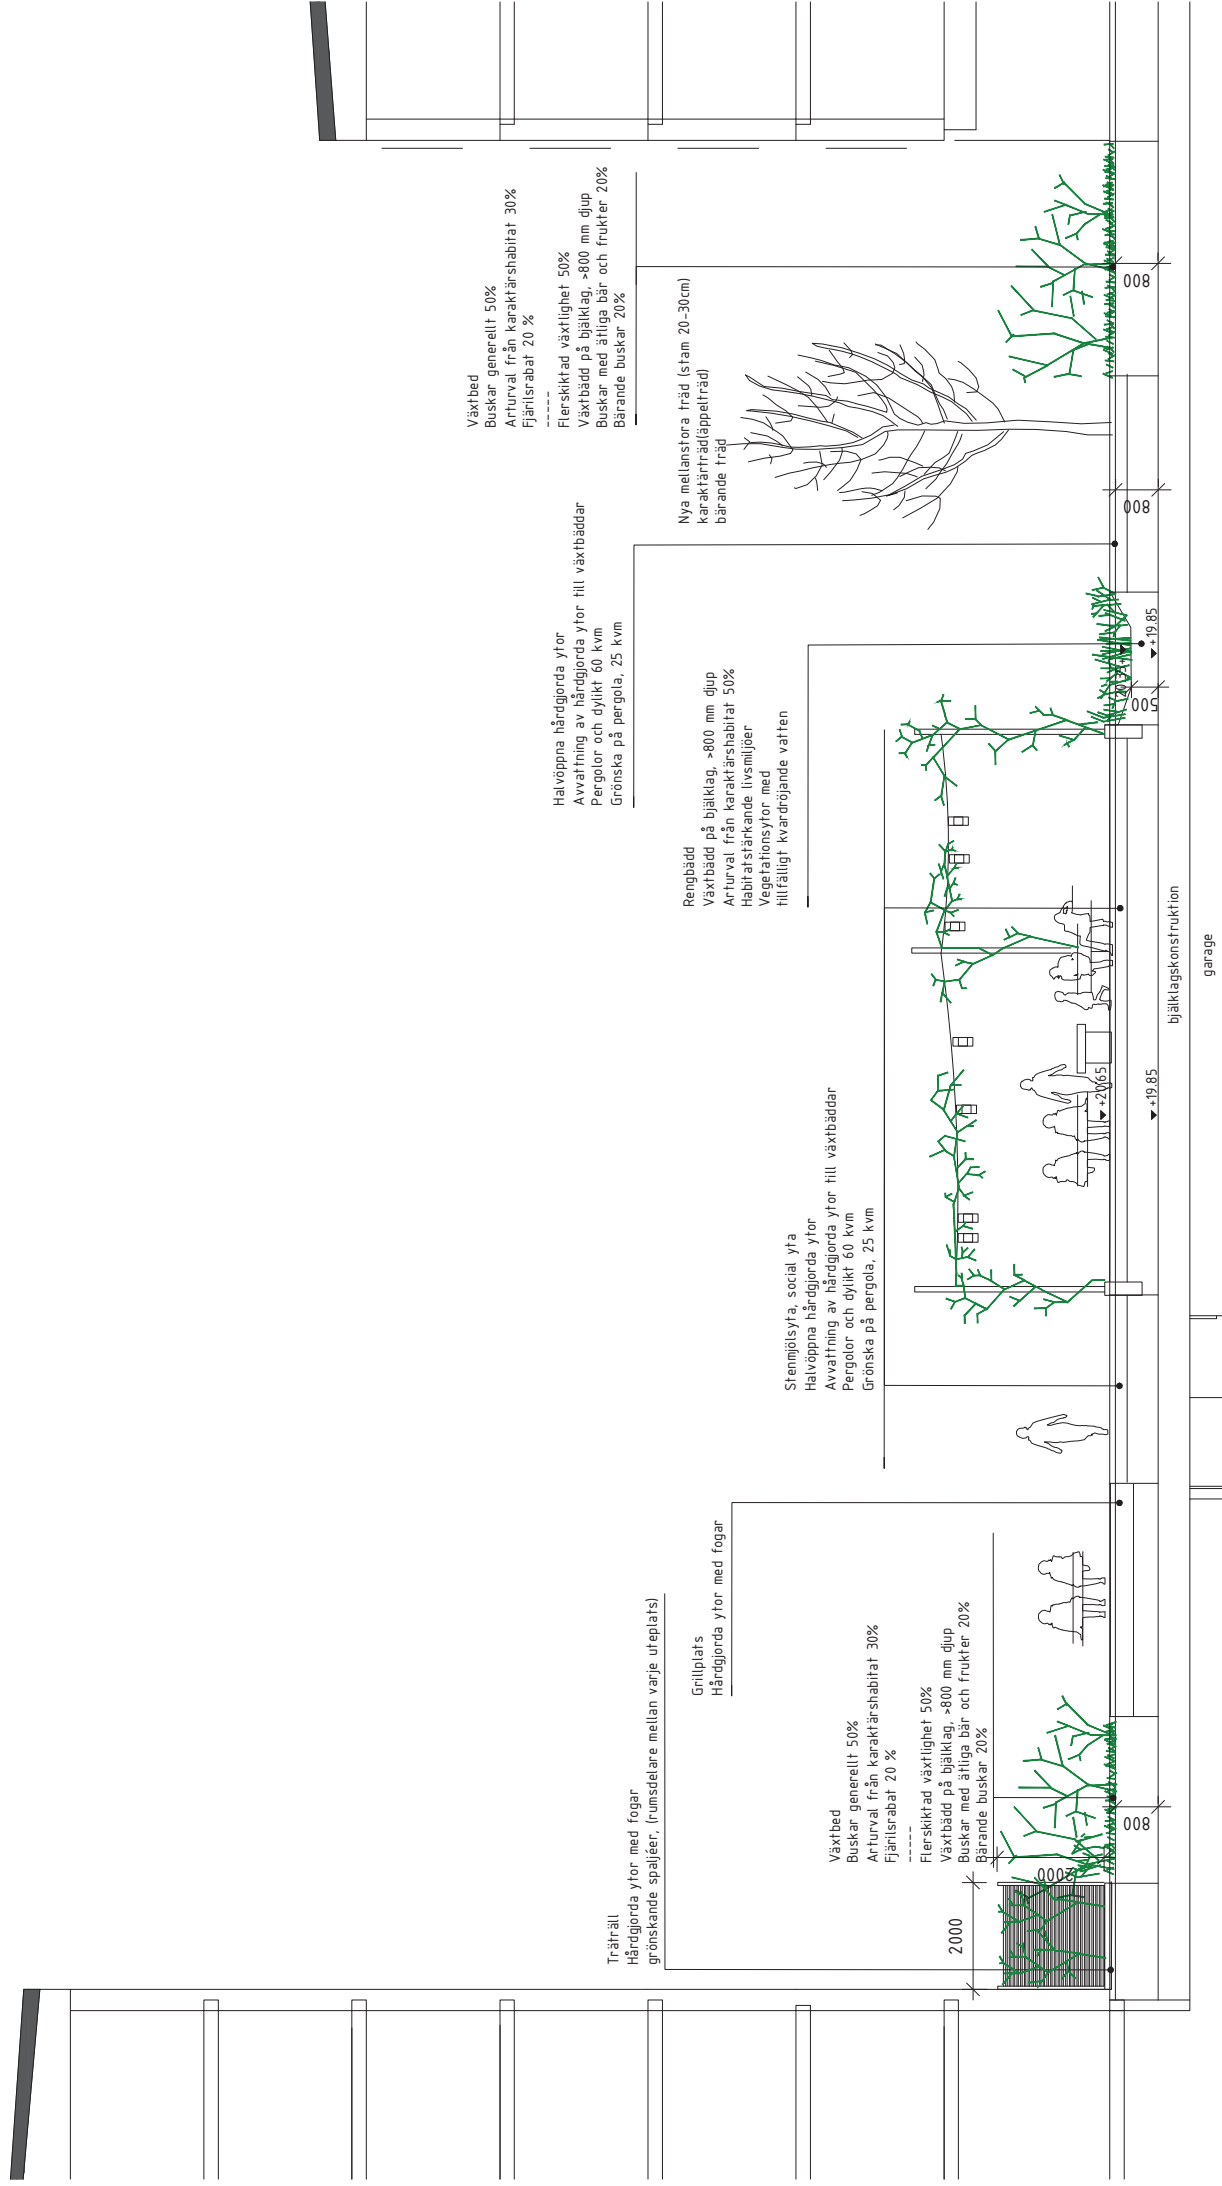 Träträll
Hårdgjorda ytor med fogar
grönskande spaljéer, (rumsdelare mellan varje uteplats)
Grillplats
Hårdgjorda ytor med fogar
Växtbed
Buskar generellt 50%
Arturval från karaktärshabitat 30%
Fjärilsrabat 20 %
-----
Flerskiktad växtlighet 50%
Växtbädd på bjälklag, >800 mm djup
Buskar med ätliga bär och frukter 20%
Bärande buskar 20%
2000
2000
800
Stenmjölsyta, social yta
Halvöppna hårdgjorda ytor
Avvattning av hårdgjorda ytor till växtbäddar
Pergolor och dylikt 60 kvm
Grönska på pergola, 25 kvm
+20.65
+19.85
bjälklagskonstruktion
garage
Rengbädd
Växtbädd på bjälklag, >800 mm djup
Arturval från karaktärshabitat 50%
Habitatstärkande livsmiljöer
Vegetationsytor med
tillfälligt kvardröjande vatten
500
+19.85
Halvöppna hårdgjorda ytor
Avvattning av hårdgjorda ytor till växtbäddar
Pergolor och dylikt 60 kvm
Grönska på pergola, 25 kvm
Nya mellanstora träd (stam 20-30cm)
karaktärträd(äppelträd)
bärande träd
800
Växtbed
Buskar generellt 50%
Arturval från karaktärshabitat 30%
Fjärilsrabat 20 %
-----
Flerskiktad växtlighet 50%
Växtbädd på bjälklag, >800 mm djup
Buskar med ätliga bär och frukter 20%
Bärande buskar 20%
800